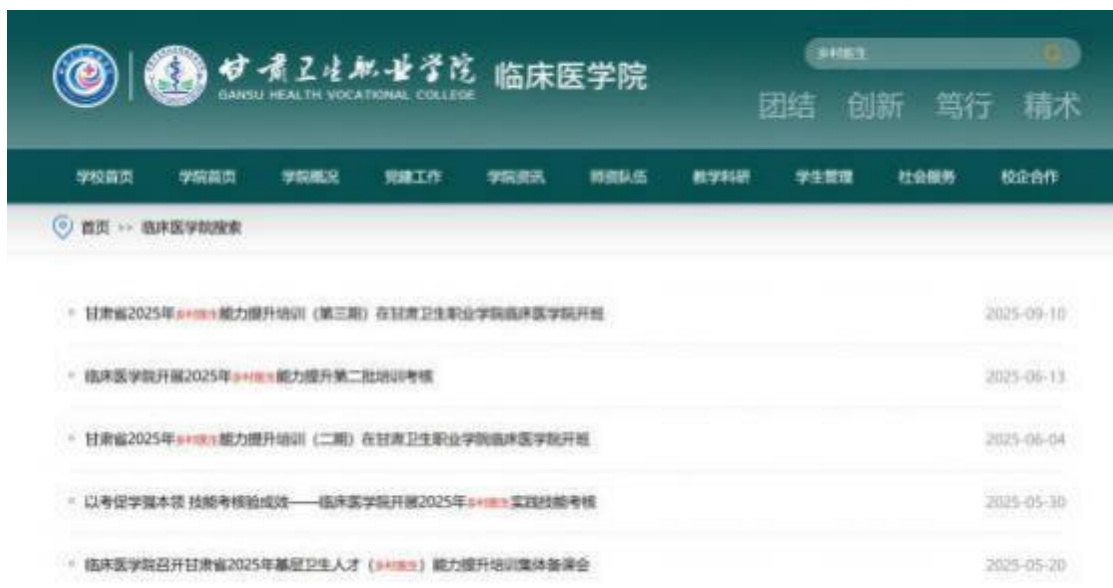 甘肃卫生职业学院 临床医学院
GANSU HEALTH VOCATIONAL COLLEGE
乡村医生
团结 创新 笃行 精术
学校首页 学院首页 学院概况 党建工作 学院资讯 师资队伍 教学科研 学生管理 社会服务 校企合作
首页 >> 临床医学院搜索
甘肃省2025年乡村医生能力提升培训（第三期）在甘肃卫生职业学院临床医学院开班 2025-09-10
临床医学院开展2025年乡村医生能力提升第二批培训考核 2025-06-13
甘肃省2025年乡村医生能力提升培训（二期）在甘肃卫生职业学院临床医学院开班 2025-06-04
以考促学强本领 技能考核验成效——临床医学院开展2025年乡村医生实践技能考核 2025-05-30
临床医学院召开甘肃省2025年基层卫生人才（乡村医生）能力提升培训集体备课会 2025-05-20